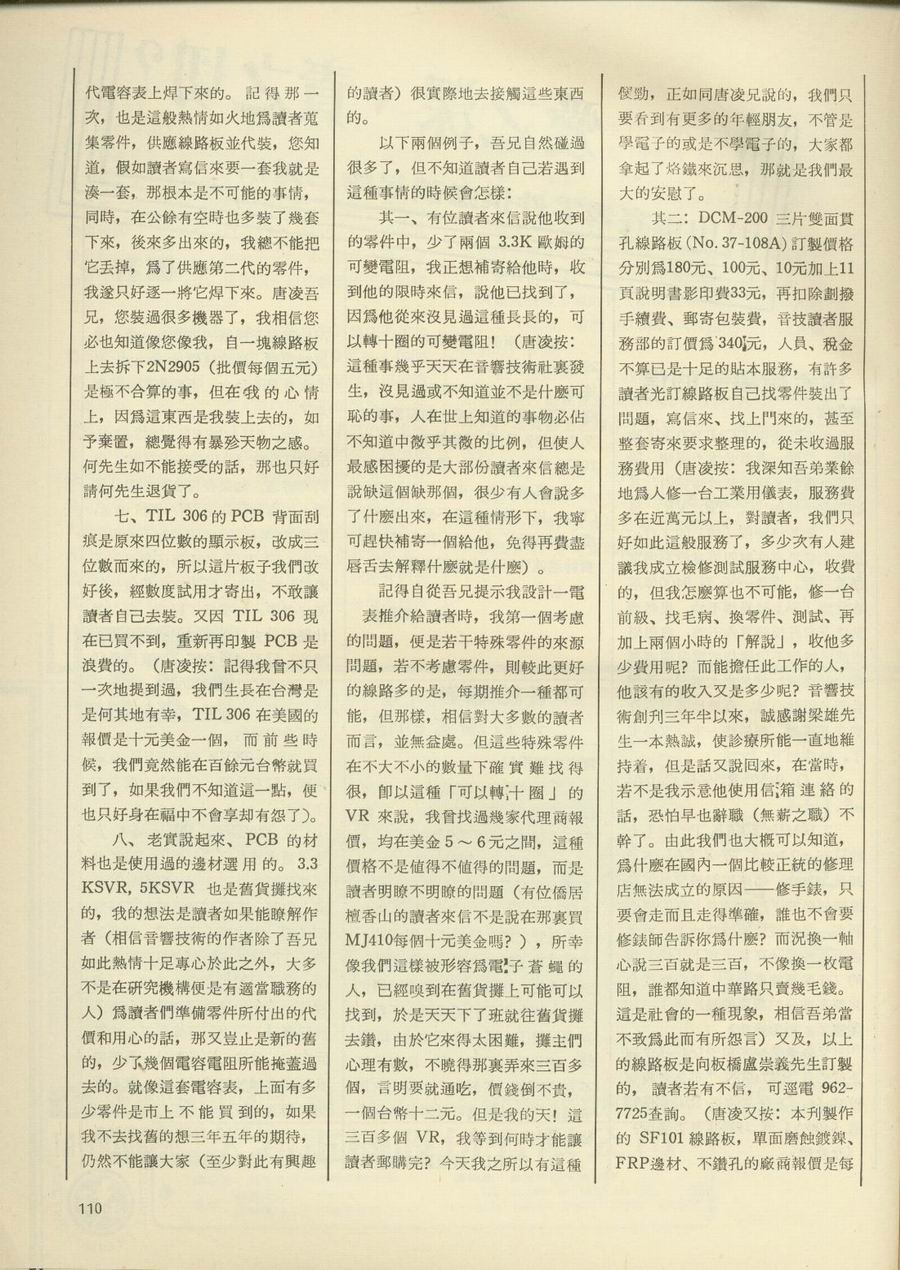 代電容表上焊下來的。記得那一
次，也是這般熱情如火地爲讀者蒐
集零件，供應線路板並代裝，您知
道，假如讀者寫信來要一套我就是
湊一套，那根本是不可能的事情，
同時，在公餘有空時也多裝了幾套
下來，後來多出來的，我總不能把
它丟掉，爲了供應第二代的零件，
我遂只好逐一將它焊下來。唐凌吾
兄，您裝過很多機器了，我相信您
必也知道像您像我，自一塊線路板
上去拆下2N2905（批價每個五元）
是極不合算的事，但在我的心情
上，因爲這東西是我裝上去的，如
予棄置，總覺得有暴殄天物之感。
何先生如不能接受的話，那也只好
請何先生退貨了。
七、TIL 306 的 PCB 背面刮
痕是原來四位數的顯示板，改成三
位數而來的，所以這片板子我們改
好後，經數度試用才寄出，不敢讓
讀者自己去裝。又因 TIL 306 現
在已買不到，重新再印製 PCB 是
浪費的。（唐凌按：記得我曾不只
一次地提到過，我們生長在台灣是
是何其地有幸，TIL 306 在美國的
報價是十元美金一個，而前些時
候，我們竟然能在百餘元台幣就買
到了，如果我們不知道這一點，便
也只好身在福中不會享却有怨了）。
八、老實說起來、PCB 的材
料也是使用過的邊材選用的。3.3
KSVR, 5KSVR 也是舊貨攤找來
的，我的想法是讀者如果能瞭解作
者（相信音響技術的作者除了吾兄
如此熱情十足專心於此之外，大多
不是在硏究機構便是有適當職務的
人）爲讀者們準備零件所付出的代
價和用心的話，那又豈止是新的舊
的，少了幾個電容電阻所能掩蓋過
去的。就像這套電容表，上面有多
少零件是市上不能買到的，如果
我不去找舊的想三年五年的期待，
仍然不能讓大家（至少對此有興趣
的讀者）很實際地去接觸這些東西
的。
以下兩個例子，吾兄自然碰過
很多了，但不知道讀者自己若遇到
這種事情的時候會怎樣：
其一、有位讀者來信說他收到
的零件中，少了兩個 3.3K 歐姆的
可變電阻，我正想補寄給他時，收
到他的限時來信，說他已找到了，
因爲他從來沒見過這種長長的，可
以轉十圈的可變電阻！（唐凌按：
這種事幾乎天天在音響技術社裏發
生，沒見過或不知道並不是什麼可
恥的事，人在世上知道的事物必佔
不知道中微乎其微的比例，但使人
最感困擾的是大部份讀者來信總是
說缺這個缺那個，很少有人會說多
了什麼出來，在這種情形下，我寧
可趕快補寄一個給他，免得再費盡
唇舌去解釋什麼就是什麼）。
記得自從吾兄提示我設計一電
表推介給讀者時，我第一個考慮
的問題，便是若干特殊零件的來源
問題，若不考慮零件，則較此更好
的線路多的是，每期推介一種都可
能，但那樣，相信對大多數的讀者
而言，並無益處。但這些特殊零件
在不大不小的數量下確實難找得
很，卽以這種「可以轉十圈」的
VR 來說，我曾找過幾家代理商報
價，均在美金 5 ～ 6 元之間，這種
價格不是值得不值得的問題，而是
讀者明瞭不明瞭的問題（有位僑居
檀香山的讀者來信不是說在那裏買
MJ410每個十元美金嗎？），所幸
像我們這樣被形容爲電子蒼蠅的
人，已經嗅到在舊貨攤上可能可以
找到，於是天天下了班就往舊貨攤
去鑽，由於它來得太困難，攤主們
心理有數，不曉得那裏弄來三百多
個，言明要就通吃，價錢倒不貴，
一個台幣十二元。但是我的天！這
三百多個 VR，我等到何時才能讓
讀者郵購完？今天我之所以有這種
儍勁，正如同唐凌兄說的，我們只
要看到有更多的年輕朋友，不管是
學電子的或是不學電子的，大家都
拿起了烙鐵來沉思，那就是我們最
大的安慰了。
其二：DCM-200 三片雙面貫
孔線路板（No. 37-108A）訂製價格
分別爲180元、100元、10元加上11
頁說明書影印費33元，再扣除劃撥
手續費、郵寄包裝費，音技讀者服
務部的訂價爲 340元，人員、稅金
不算已是十足的貼本服務，有許多
讀者光訂線路板自己找零件裝出了
問題，寫信來、找上門來的，甚至
整套寄來要求整理的，從未收過服
務費用（唐凌按：我深知吾弟業餘
地爲人修一台工業用儀表，服務費
多在近萬元以上，對讀者，我們只
好如此這般服務了，多少次有人建
議我成立檢修測試服務中心，收費
的，但我怎麼算也不可能，修一台
前級、找毛病、換零件、測試、再
加上兩個小時的「解說」，收他多
少費用呢？而能擔任此工作的人，
他該有的收入又是多少呢？音響技
術創刋三年半以來，誠感謝梁雄先
生一本熱誠，使診療所能一直地維
持着，但是話又說回來，在當時，
若不是我示意他使用信箱連絡的
話，恐怕早也辭職（無薪之職）不
幹了。由此我們也大槪可以知道，
爲什麼在國內一個比較正統的修理
店無法成立的原因——修手錶，只
要會走而且走得準確，誰也不會要
修錶師告訴你爲什麼？而況換一軸
心說三百就是三百，不像換一枚電
阻，誰都知道中華路只賣幾毛錢。
這是社會的一種現象，相信吾弟當
不致爲此而有所怨言）又及，以上
的線路板是向板橋盧崇義先生訂製
的，讀者若有不信，可逕電 962-
7725查詢。（唐凌又按：本刋製作
的 SF101 線路板，單面磨蝕鍍鎳、
FRP邊材、不鑽孔的廠商報價是每
110